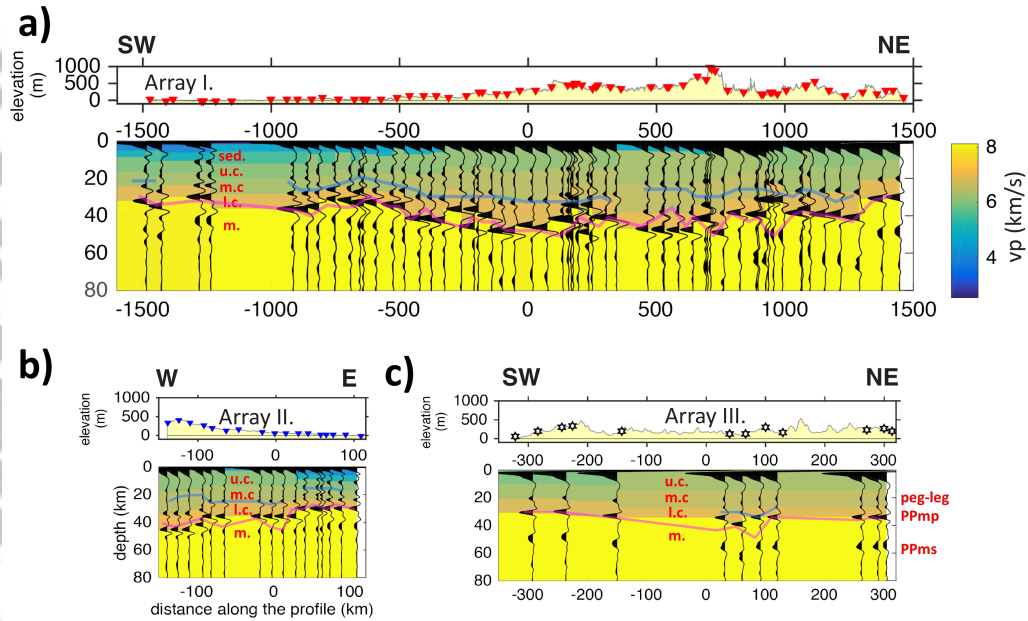 a)
SW NE
elevation
(m)
1000
500
0
Array I.
-1500 -1000 -500 0 500 1000 1500
0
20
40
60
80
sed.
u.c.
m.c
l.c.
m.
-1500 -1000 -500 0 500 1000 1500
8
6
4
vp (km/s)
b)
W E
elevation
(m)
1000
500
0
Array II.
-100 0 100
depth (km)
0
20
40
60
80
u.c.
m.c
l.c.
m.
-100 0 100
distance along the profile (km)
c)
SW NE
elevation
(m)
1000
500
0
Array III.
-300 -200 -100 0 100 200 300
0
20
40
60
80
u.c.
m.c
l.c.
m.
peg-leg
PPmp
PPms
-300 -200 -100 0 100 200 300